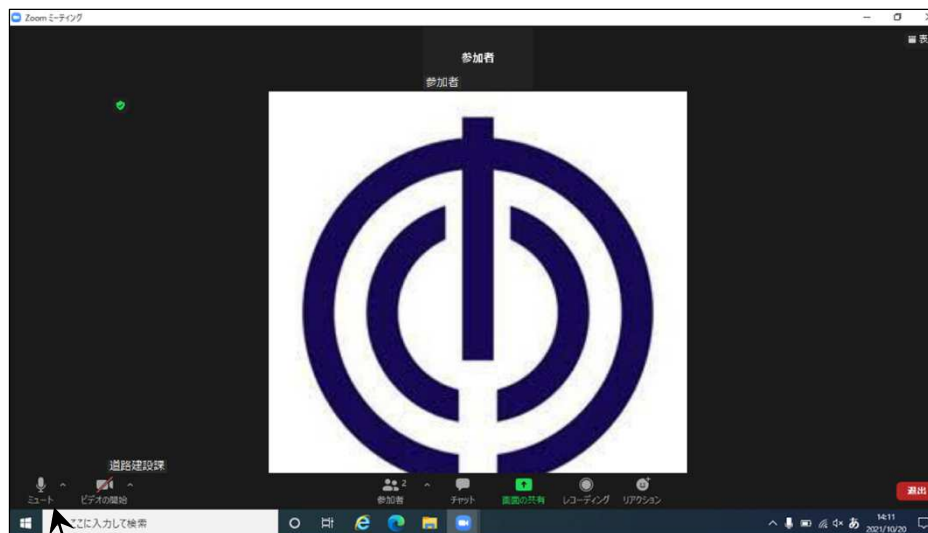 Zoom ミーティング
表
参加者
参加者
道路建設課
ミュート
ビデオの開始
2
参加者
チャット
画面の共有
レコーディング
リアクション
退出
ここに入力して検索
あ
14:11
2021/10/20